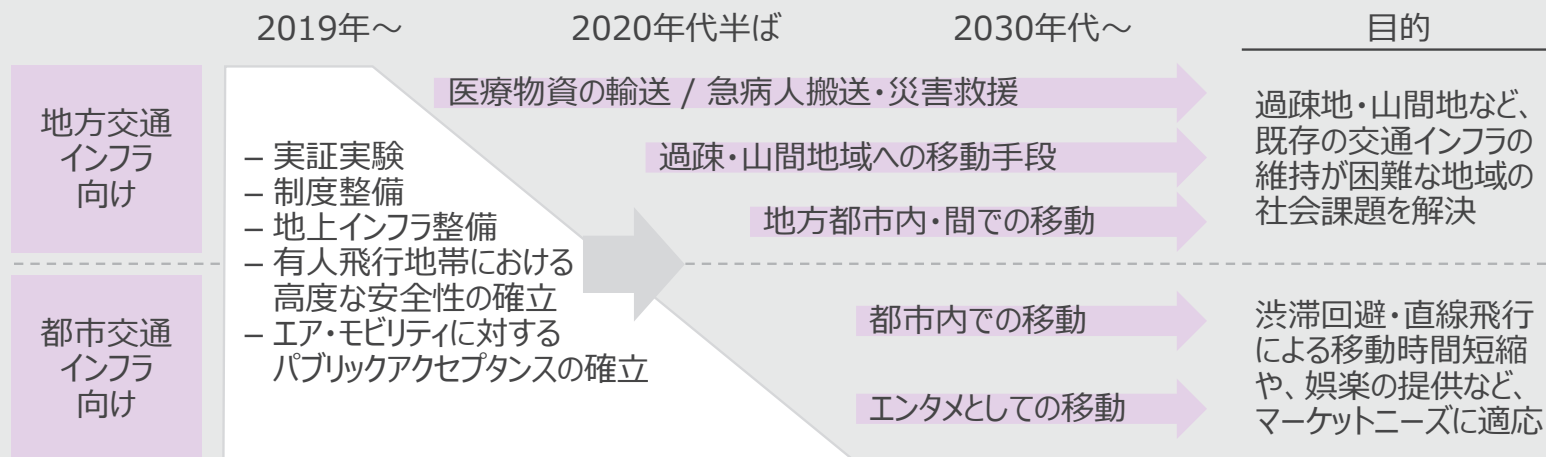 2019年～
2020年代半ば
2030年代～
目的
地方交通
インフラ
向け
– 実証実験
– 制度整備
– 地上インフラ整備
– 有人飛行地帯における
高度な安全性の確立
– エア・モビリティに対する
パブリックアクセプタンスの確立
医療物資の輸送 / 急病人搬送・災害救援
過疎・山間地域への移動手段
地方都市内・間での移動
過疎地・山間地など、
既存の交通インフラの
維持が困難な地域の
社会課題を解決
都市交通
インフラ
向け
都市内での移動
エンタメとしての移動
渋滞回避・直線飛行
による移動時間短縮
や、娯楽の提供など、
マーケットニーズに適応